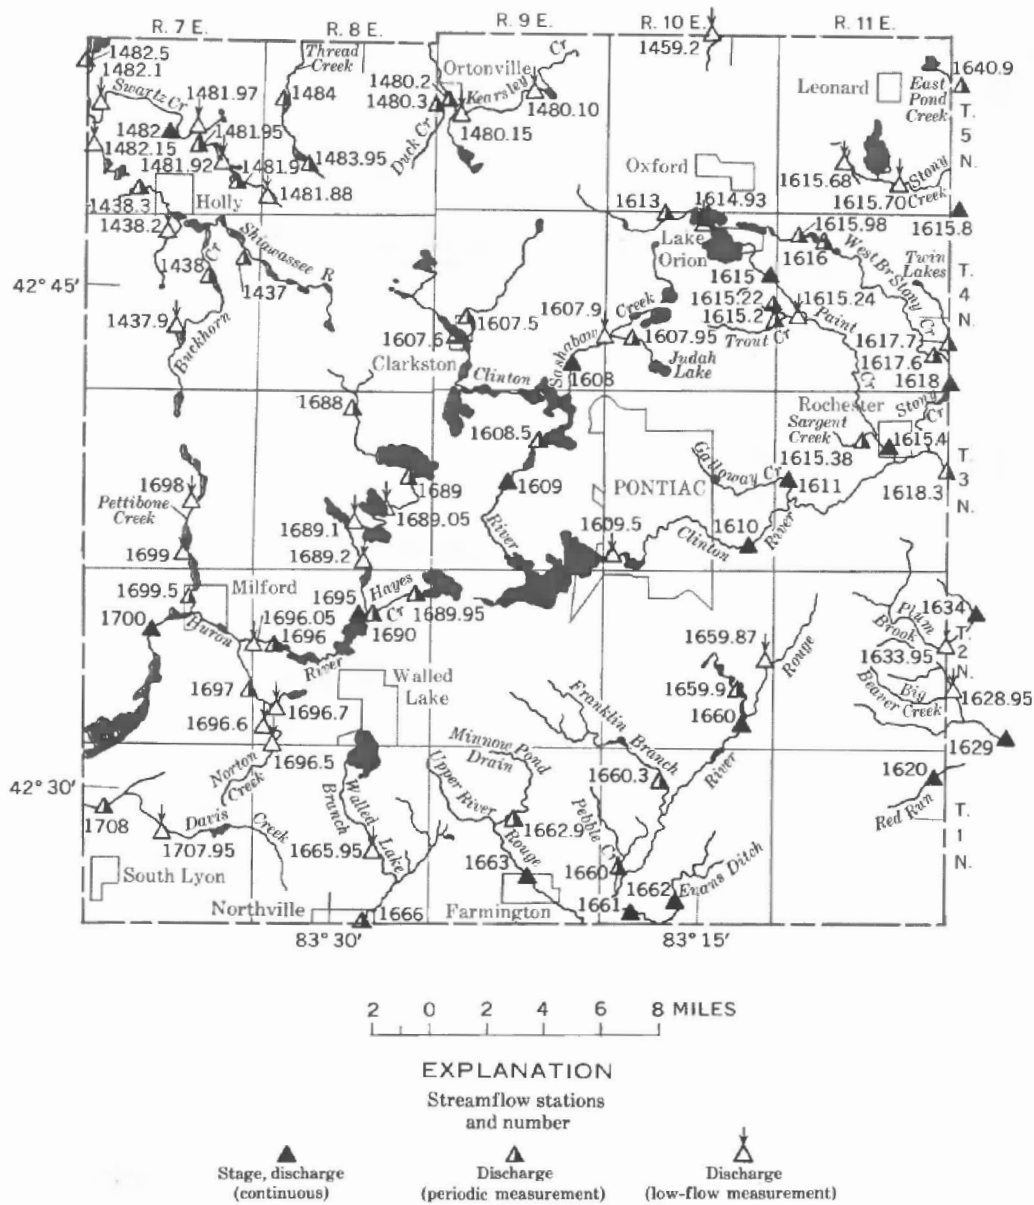 R. 7 E.
R. 8 E.
R. 9 E.
R. 10 E.
R. 11 E.
1482.5
1482.1
Thread
Creek
1459.2
Cr
1480.2
Ortonville
Leonard
1640.9
East
Pond
Creek
Swartz Cr
1481.97
1484
1480.3
Kearsley
1480.10
T.
5
N.
1482
1481.95
1480.15
1482.15
Duck Cr
1481.92
1481.9
1483.95
Oxford
1615.68
Stony
Creek
1438.3
Holly
1481.88
1615.70
1613
1614.93
1615.98
1615.8
1438.2
Shiawassee R
Lake
Orion
1616
West Br Stony Cr
Twin
Lakes
1438
Cr
1437
1615
T.
4
N.
42° 45′
1607.9
Creek
1615.22
1615.24
1437.9
1607.5
1615.2
Paint
Cr
Buckhorn
1607.6
Sashabaw
1607.95
Trout Cr
1617.7
Clarkston
Judah
Lake
1617.6
Clinton
1608
1618
1688
Rochester
Stony
Cr
Sargent
Creek
1608.5
1615.4
Galloway Cr
1615.38
T.
3
N.
1698
1689
1609
PONTIAC
1611
1618.3
Pettibone
Creek
1689.05
1689.1
1609.5
1610
River
1699
1689.2
River
Clinton
1699.5
Milford
1695
Hayes
Cr
1689.95
1634
1700
1696.05
1690
Plum
Brook
T.
2
N.
Huron
1696
1659.87
Rouge
1633.95
River
Walled
Lake
1697
1659.9
Big
Beaver Creek
1628.95
1696.7
Franklin
Branch
1660
1696.6
1629
Minnow Pond
Drain
1696.5
42° 30′
Norton
Creek
Upper River
Rouge
1660.3
River
1620
Walled Lake
Branch
Pebble Cr
Red Run
T.
1
N.
Davis
Creek
1708
1662.9
1707.95
1665.95
1663
1660
South Lyon
1662
Evans Ditch
Northville
1666
Farmington
1661
83° 30′
83° 15′
2 0 2 4 6 8 MILES
EXPLANATION
Streamflow stations
and number
Stage, discharge
(continuous)
Discharge
(periodic measurement)
Discharge
(low-flow measurement)